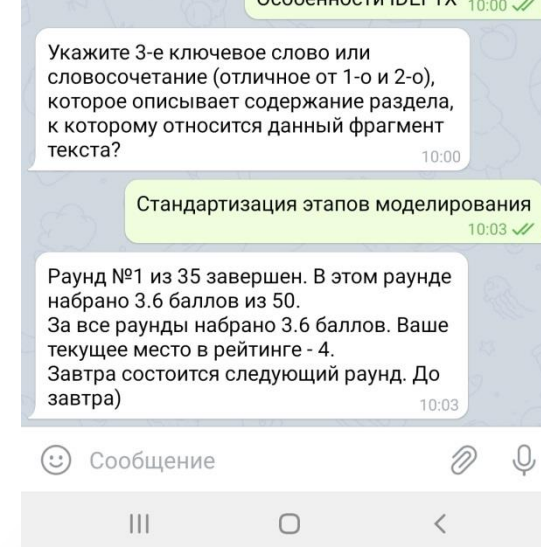 Особенности IDEF1X 10:00
Укажите 3-е ключевое слово или
словосочетание (отличное от 1-о и 2-о),
которое описывает содержание раздела,
к которому относится данный фрагмент
текста?
10:00
Стандартизация этапов моделирования
10:03
Раунд №1 из 35 завершен. В этом раунде
набрано 3.6 баллов из 50.
За все раунды набрано 3.6 баллов. Ваше
текущее место в рейтинге - 4.
Завтра состоится следующий раунд. До
завтра)
10:03
Сообщение